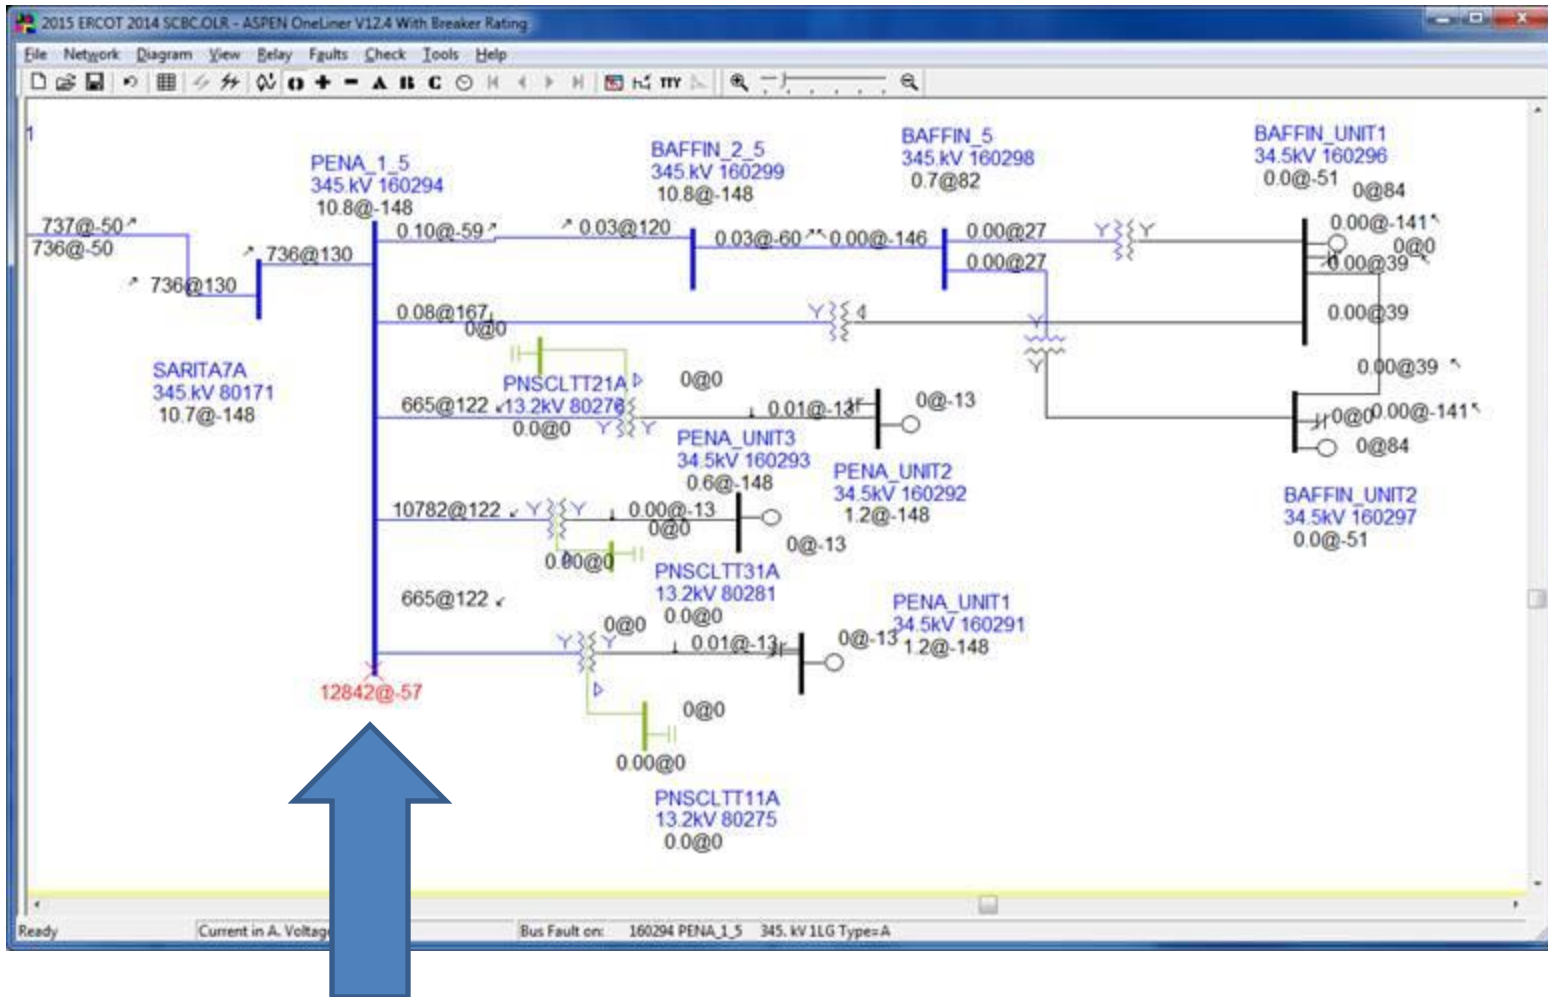 2015 ERCOT 2014 SCBC.OLR - ASPEN OneLiner V12.4 With Breaker Rating
File Network Diagram View Relay Faults Check Tools Help
A B C TTY
1
PENA_1_5
345.kV 160294
10.8@-148
BAFFIN_2_5
345.kV 160299
10.8@-148
BAFFIN_5
345.kV 160298
0.7@82
BAFFIN_UNIT1
34.5kV 160296
0.0@-51
0@84
737@-50
736@-50
736@130
736@130
0.10@-59
0.03@120
0.03@-60
0.00@-146
0.00@27
0.00@27
Y Y
0.00@-141
0@0
0.00@39
0.00@39
0.00@39
SARITA7A
345.kV 80171
10.7@-148
0.08@167
0@0
Y
Y
Y
PNSCLTT21A
13.2kV 80276
0.0@0
665@122
Y Y
0@0
0.01@-13
0@-13
0@0
0.00@-141
0@84
PENA_UNIT3
34.5kV 160293
0.6@-148
PENA_UNIT2
34.5kV 160292
1.2@-148
BAFFIN_UNIT2
34.5kV 160297
0.0@-51
10782@122
Y Y
0.00@-13
0@0
0@-13
0.00@0
PNSCLTT31A
13.2kV 80281
0.0@0
665@122
0@0
Y Y
0.01@-13
0@-13
PENA_UNIT1
34.5kV 160291
1.2@-148
12842@-57
0@0
0.00@0
PNSCLTT11A
13.2kV 80275
0.0@0
Ready Current in A. Voltag Bus Fault on: 160294 PENA_1_5 345. kV 1LG Type=A